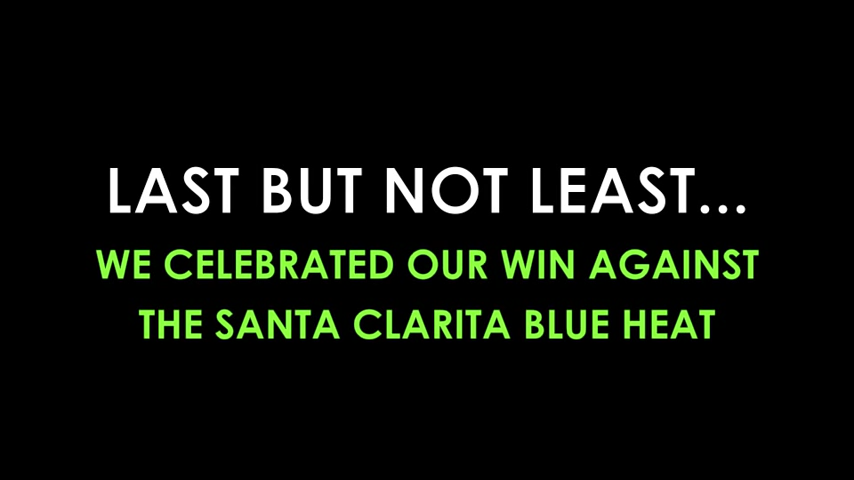 LAST BUT NOT LEAST...
WE CELEBRATED OUR WIN AGAINST
THE SANTA CLARITA BLUE HEAT